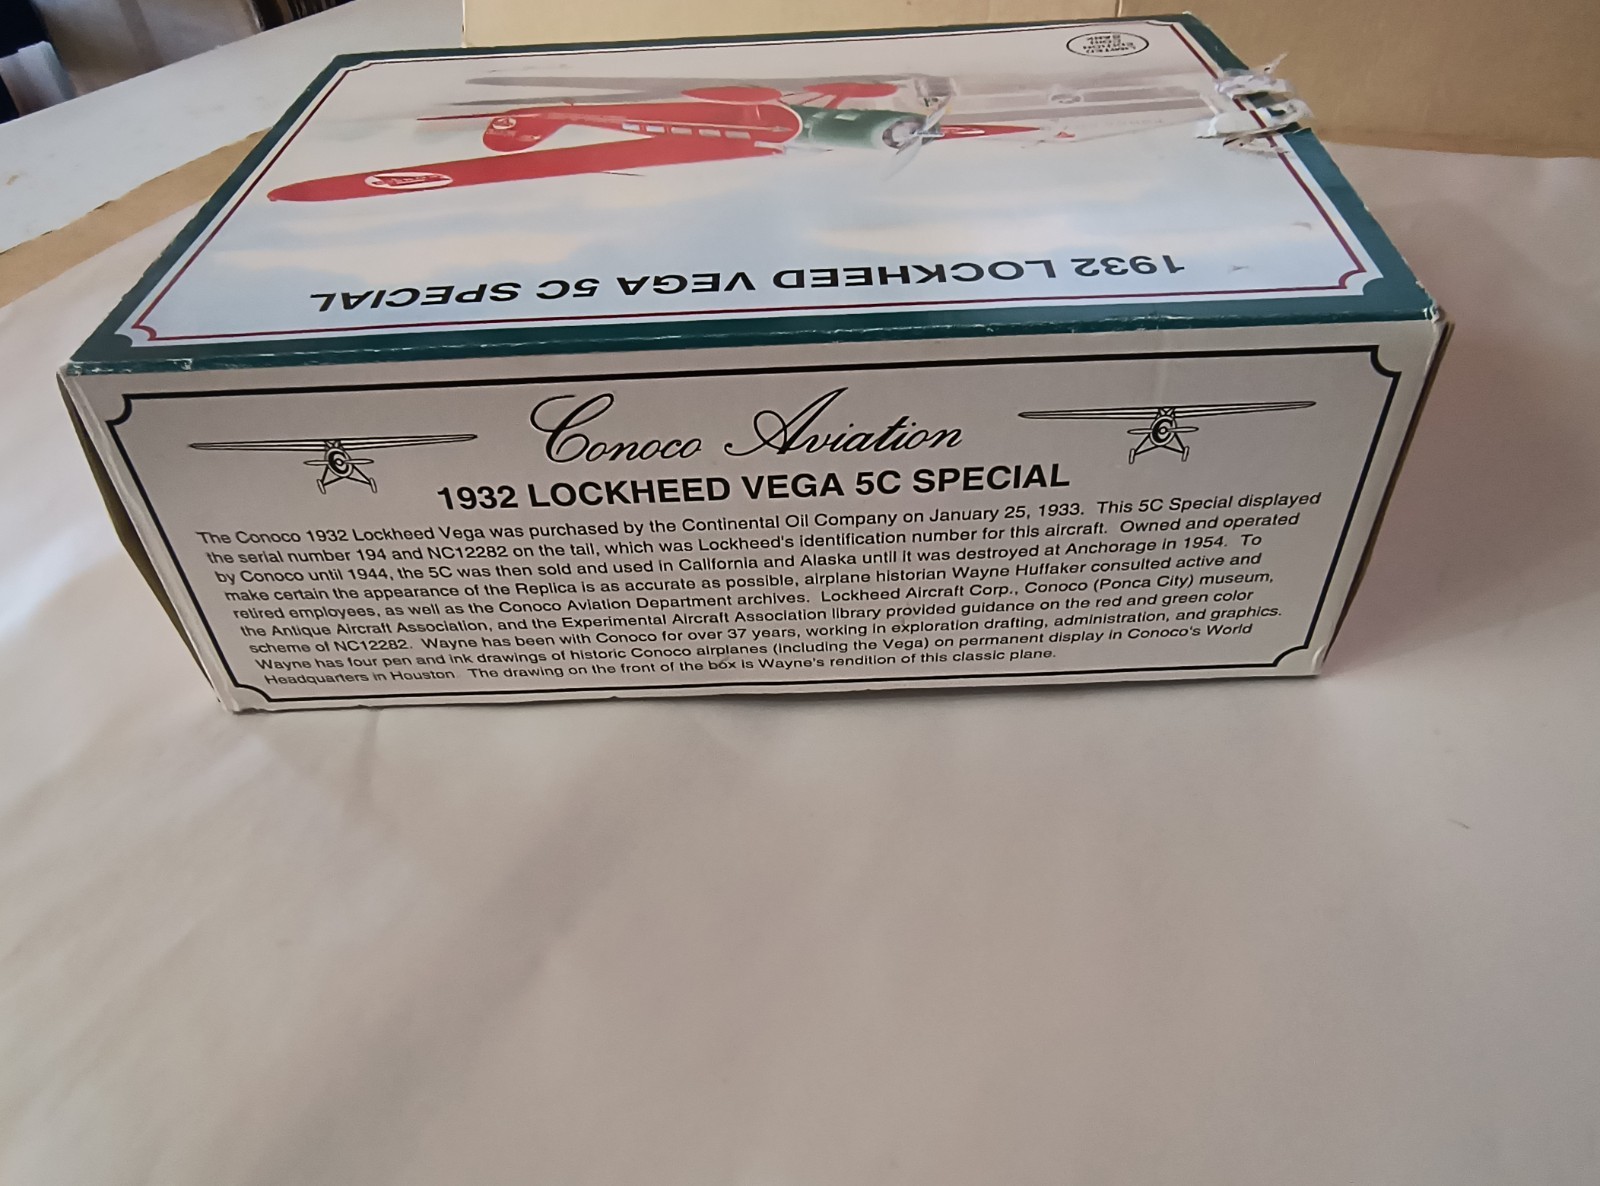 LIMITED
EDITION
COIN
BANK
1932 LOCKHEED VEGA 5C SPECIAL
Conoco Aviation
1932 LOCKHEED VEGA 5C SPECIAL
The Conoco 1932 Lockheed Vega was purchased by the Continental Oil Company on January 25, 1933. This 5C Special displayed
the serial number 194 and NC12282 on the tail, which was Lockheed's identification number for this aircraft. Owned and operated
by Conoco until 1944, the 5C was then sold and used in California and Alaska until it was destroyed at Anchorage in 1954. To
make certain the appearance of the Replica is as accurate as possible, airplane historian Wayne Huffaker consulted active and
retired employees, as well as the Conoco Aviation Department archives. Lockheed Aircraft Corp., Conoco (Ponca City) museum,
the Antique Aircraft Association, and the Experimental Aircraft Association library provided guidance on the red and green color
scheme of NC12282. Wayne has been with Conoco for over 37 years, working in exploration drafting, administration, and graphics.
Wayne has four pen and ink drawings of historic Conoco airplanes (including the Vega) on permanent display in Conoco's World
Headquarters in Houston. The drawing on the front of the box is Wayne's rendition of this classic plane.